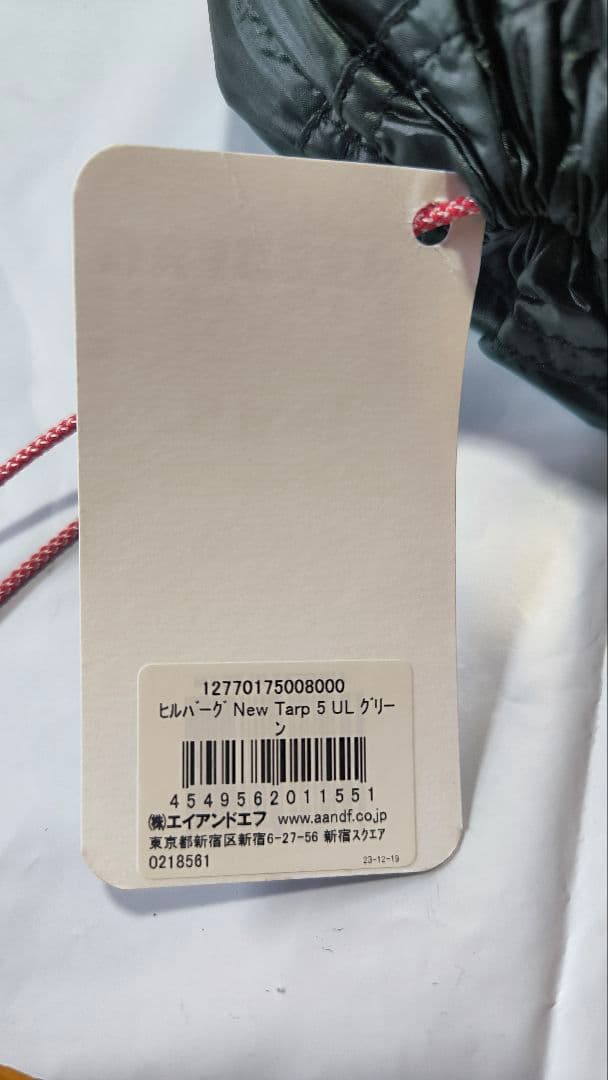 12770175008000
ﾋﾙﾊﾞｰｸﾞ New Tarp 5 UL ｸﾞﾘｰ
ﾝ
4549562011551
㈱エイアンドエフ www.aandf.co.jp
東京都新宿区新宿6-27-56 新宿ｽｸｴｱ
0218561 23-12-19